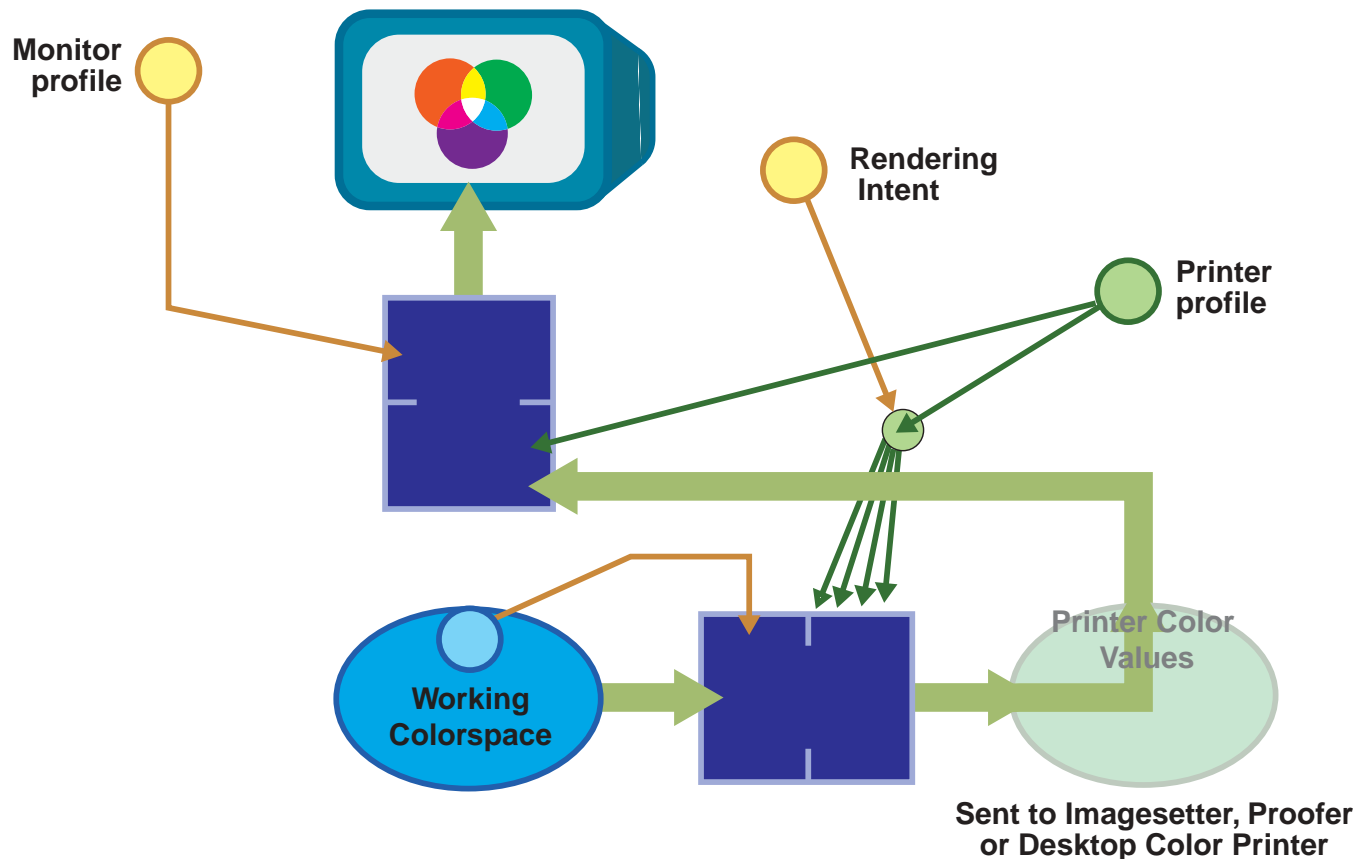 Monitor
profile
Rendering
Intent
Printer
profile
Printer Color
Values
Working
Colorspace
Sent to Imagesetter, Proofer
or Desktop Color Printer